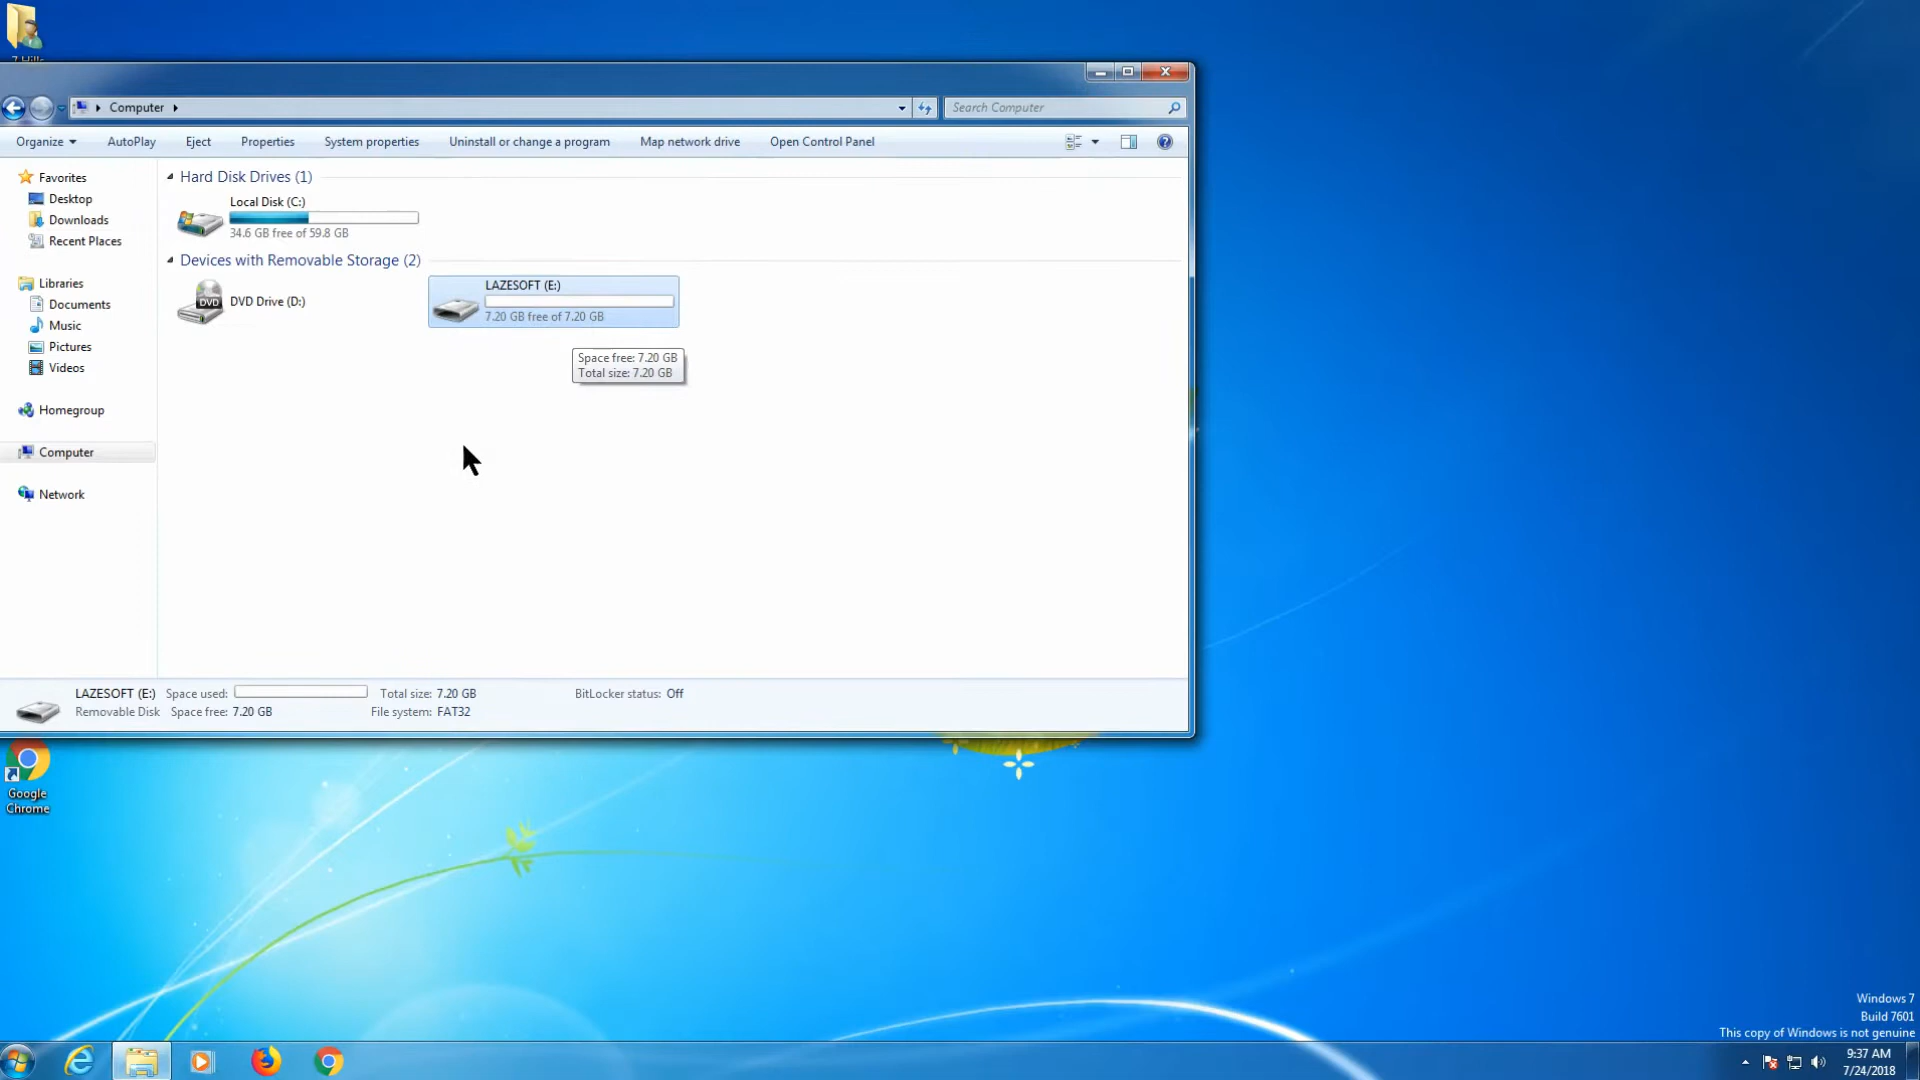 7 Hills
Computer
Search Computer
Organize AutoPlay Eject Properties System properties Uninstall or change a program Map network drive Open Control Panel
Favorites
Desktop
Downloads
Recent Places
Libraries
Documents
Music
Pictures
Videos
Homegroup
Computer
Network
Hard Disk Drives (1)
Local Disk (C:)
34.6 GB free of 59.8 GB
Devices with Removable Storage (2)
DVD
DVD Drive (D:)
LAZESOFT (E:)
7.20 GB free of 7.20 GB
Space free: 7.20 GB
Total size: 7.20 GB
LAZESOFT (E:) Space used: Total size: 7.20 GB BitLocker status: Off
Removable Disk Space free: 7.20 GB File system: FAT32
Google
Chrome
Windows 7
Build 7601
This copy of Windows is not genuine
9:37 AM
7/24/2018